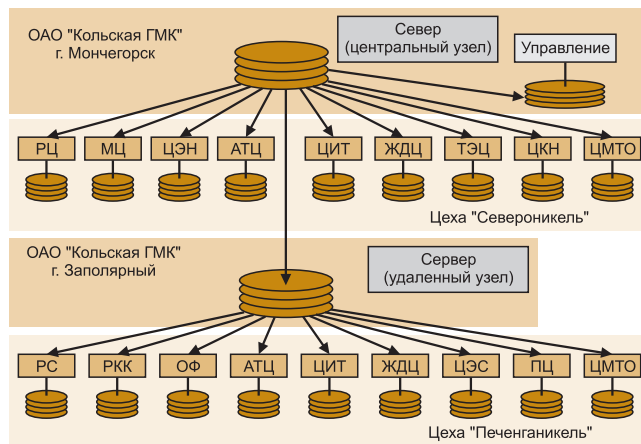 ОАО "Кольская ГМК"
г. Мончегорск
Север
(центральный узел)
Управление
РЦ
МЦ
ЦЭН
АТЦ
ЦИТ
ЖДЦ
ТЭЦ
ЦКН
ЦМТО
Цеха "Североникель"
ОАО "Кольская ГМК"
г. Заполярный
Сервер
(удаленный узел)
РС
РКК
ОФ
АТЦ
ЦИТ
ЖДЦ
ЦЭС
ПЦ
ЦМТО
Цеха "Печенганикель"